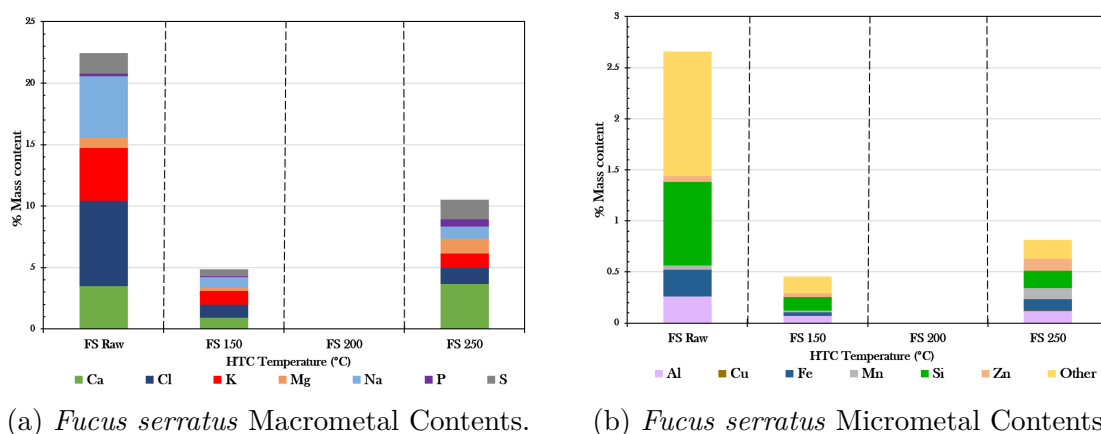 25
20
15
10
5
0
% Mass content
FS Raw FS 150 FS 200 FS 250
HTC Temperature (°C)
Ca Cl K Mg Na P S
(a) Fucus serratus Macrometal Contents.
3
2.5
2
1.5
1
0.5
0
% Mass content
FS Raw FS 150 FS 200 FS 250
HTC Temperature (°C)
Al Cu Fe Mn Si Zn Other
(b) Fucus serratus Micrometal Contents